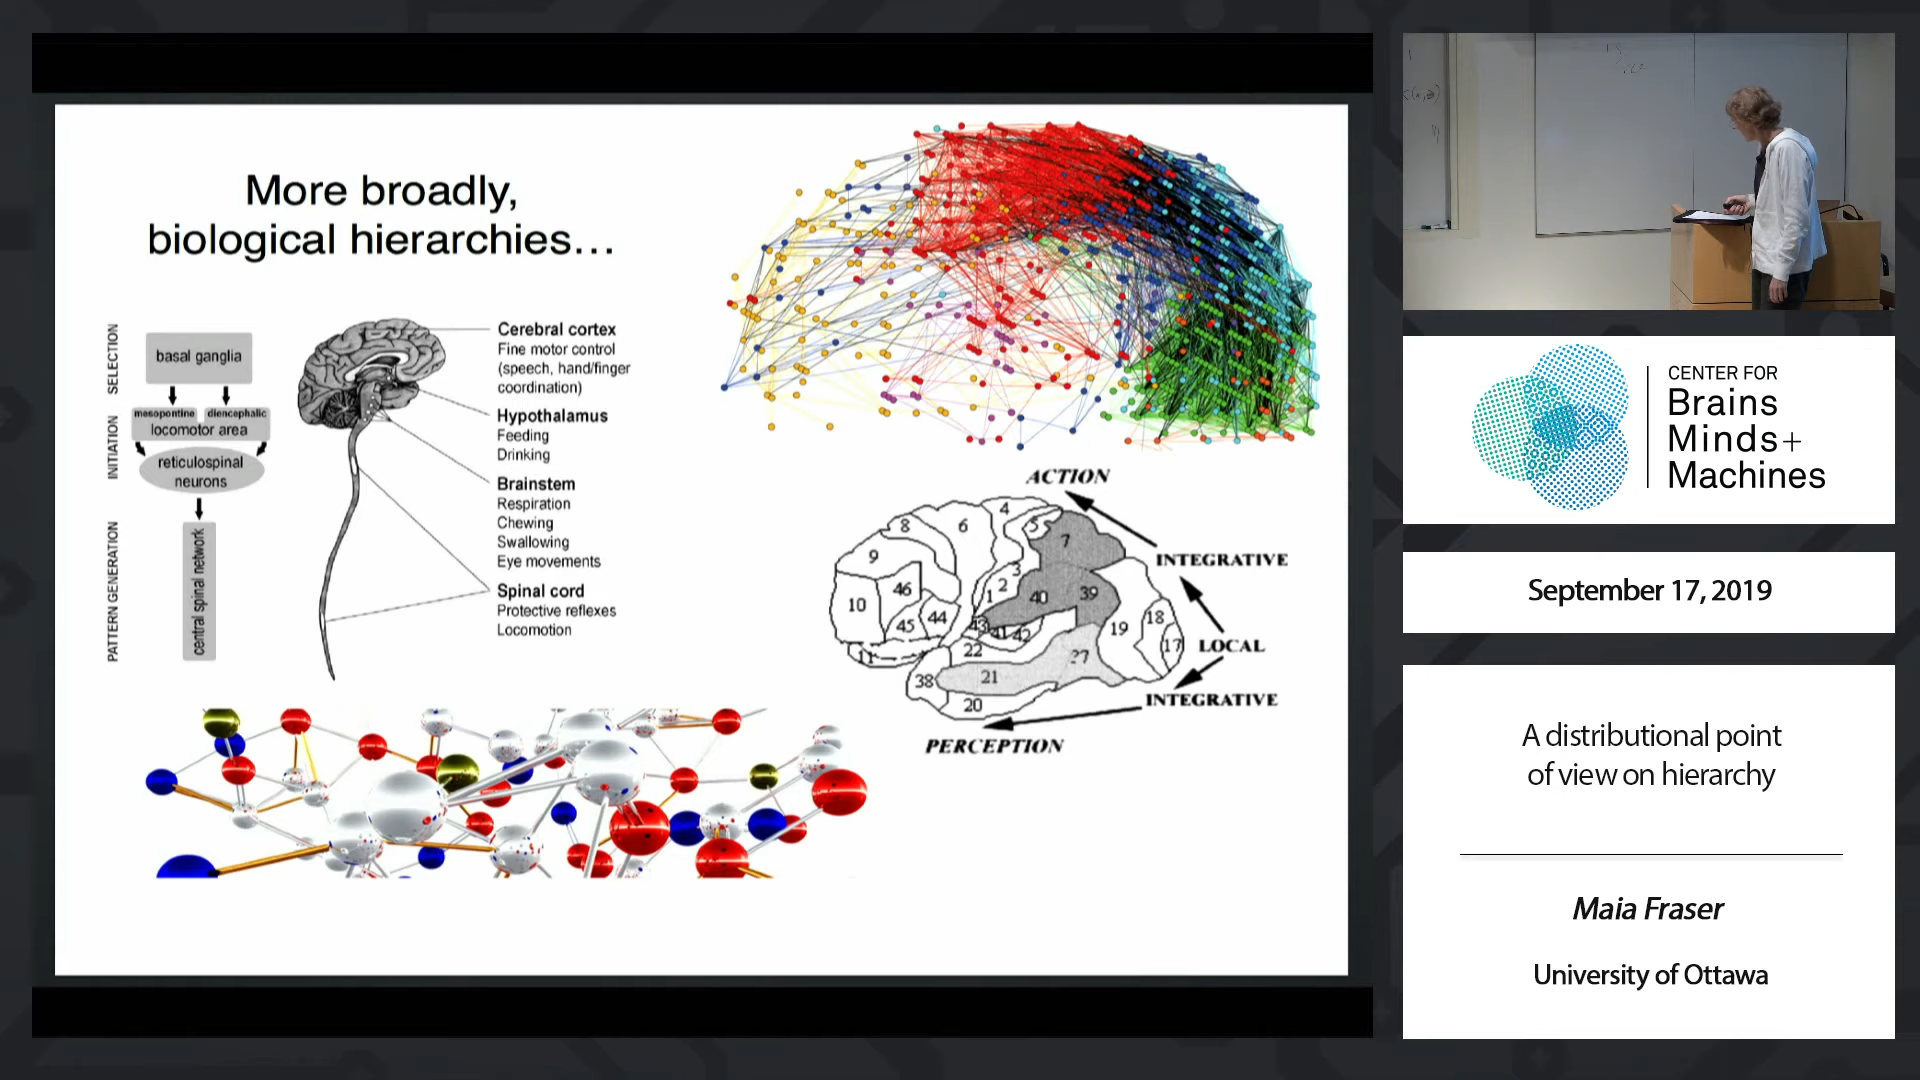 More broadly,
biological hierarchies...
SELECTION
INITIATION
PATTERN GENERATION
basal ganglia
mesopontine
diencephalic
locomotor area
reticulospinal
neurons
central spinal network
Cerebral cortex
Fine motor control
(speech, hand/finger
coordination)
Hypothalamus
Feeding
Drinking
Brainstem
Respiration
Chewing
Swallowing
Eye movements
Spinal cord
Protective reflexes
Locomotion
ACTION
INTEGRATIVE
LOCAL
INTEGRATIVE
PERCEPTION
4
8
6
5
7
9
3
2
1
46
10
40
39
44
45
43
41
42
19
18
17
11
22
38
21
20
CENTER FOR
Brains
Minds+
Machines
September 17, 2019
A distributional point
of view on hierarchy
Maia Fraser
University of Ottawa